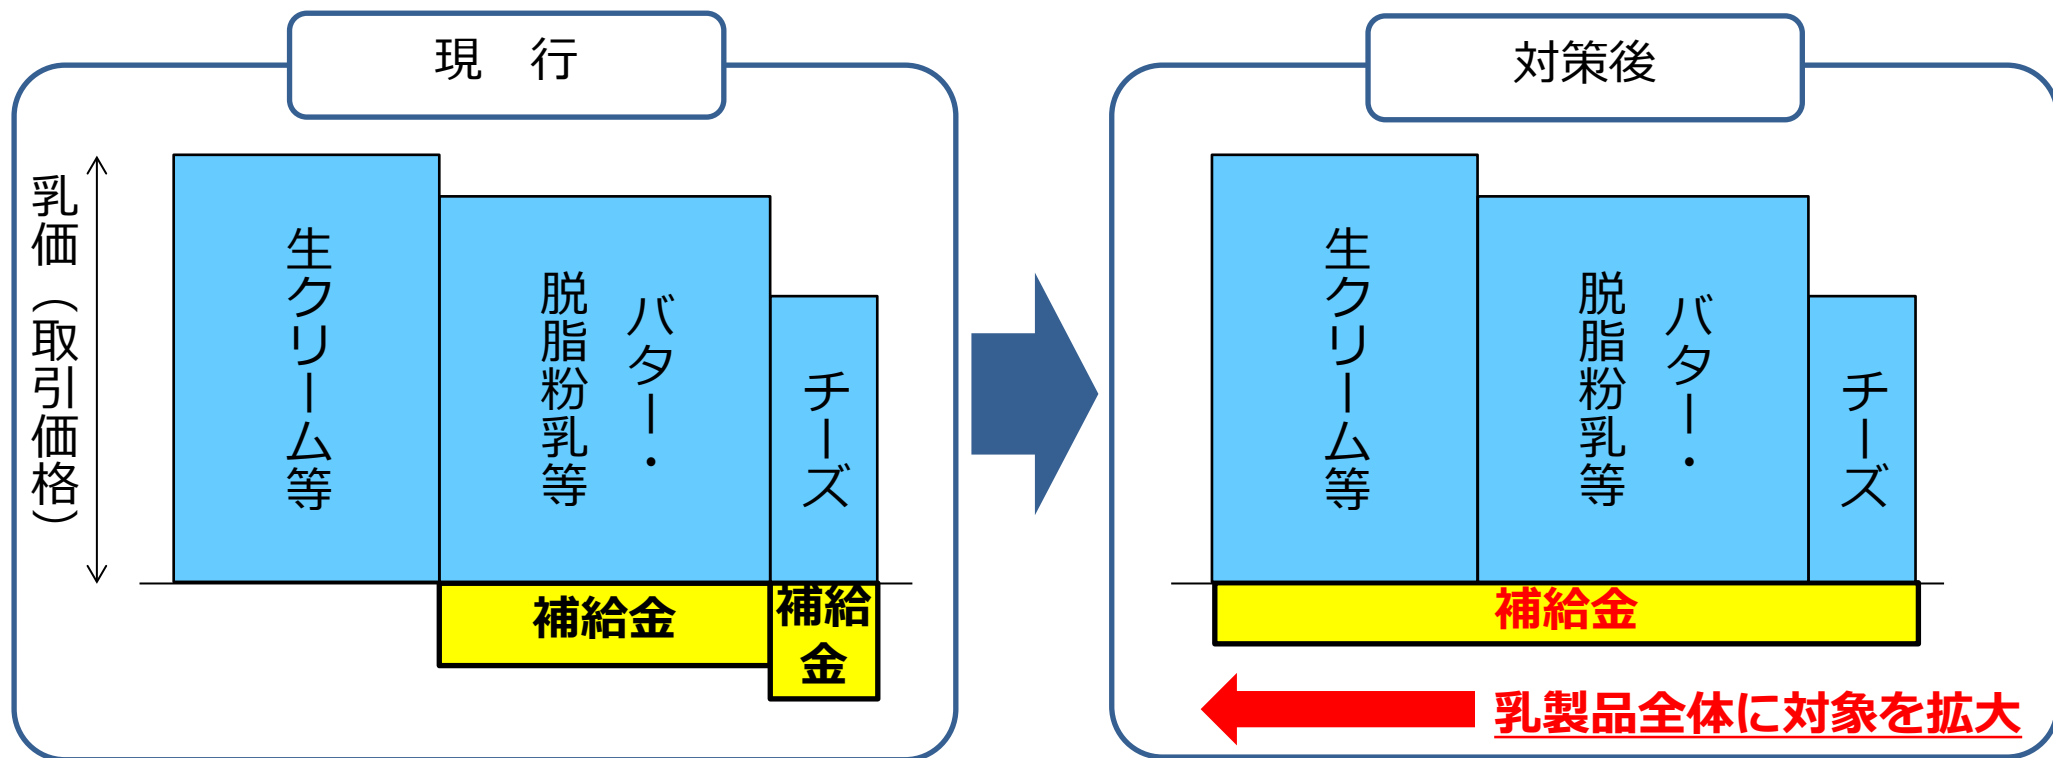 現　行
乳価（取引価格）
生クリーム等
バター・
脱脂粉乳等
チーズ
補給金
補給
金
対策後
生クリーム等
バター・
脱脂粉乳等
チーズ
補給金
乳製品全体に対象を拡大